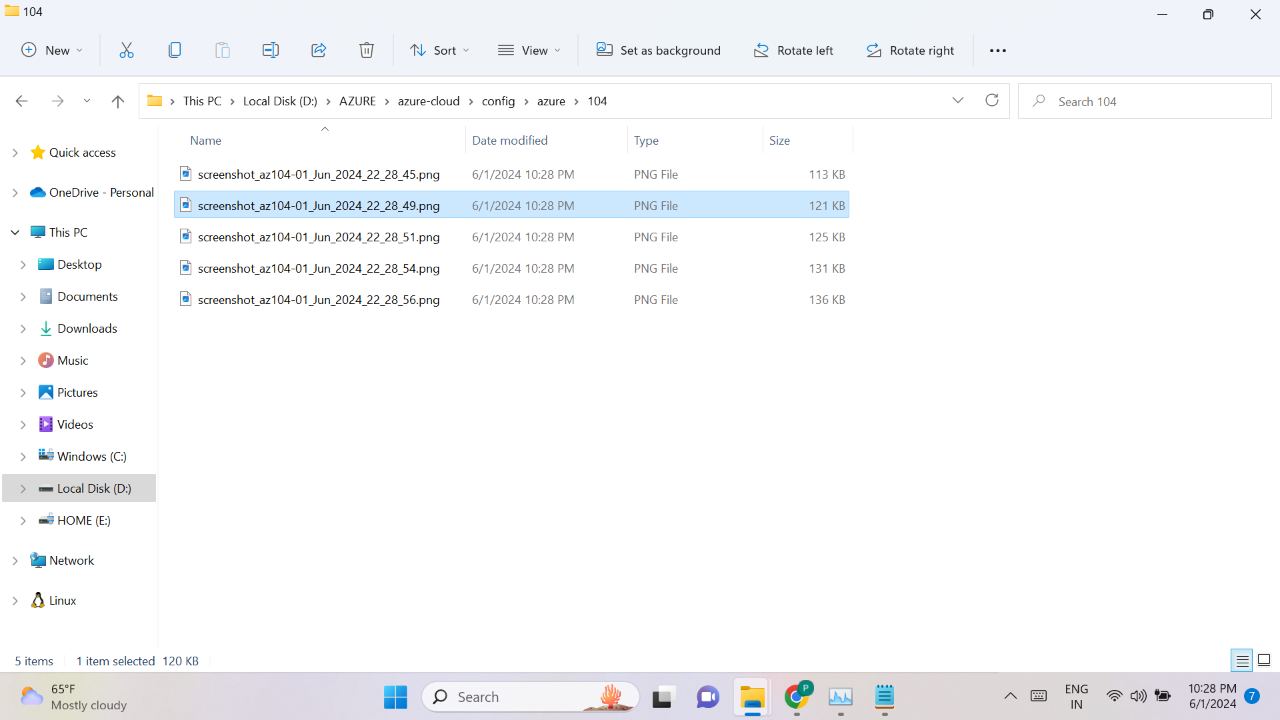 104
New
Sort
View
Set as background
Rotate left
Rotate right
This PC
Local Disk (D:)
AZURE
azure-cloud
config
azure
104
Search 104
Quick access
OneDrive - Personal
This PC
Desktop
Documents
Downloads
Music
Pictures
Videos
Windows (C:)
Local Disk (D:)
HOME (E:)
Network
Linux
Name Date modified Type Size
screenshot_az104-01_Jun_2024_22_28_45.png 6/1/2024 10:28 PM PNG File 113 KB
screenshot_az104-01_Jun_2024_22_28_49.png 6/1/2024 10:28 PM PNG File 121 KB
screenshot_az104-01_Jun_2024_22_28_51.png 6/1/2024 10:28 PM PNG File 125 KB
screenshot_az104-01_Jun_2024_22_28_54.png 6/1/2024 10:28 PM PNG File 131 KB
screenshot_az104-01_Jun_2024_22_28_56.png 6/1/2024 10:28 PM PNG File 136 KB
5 items 1 item selected 120 KB
65°F
Mostly cloudy
Search
P
ENG
IN
10:28 PM
6/1/2024
7